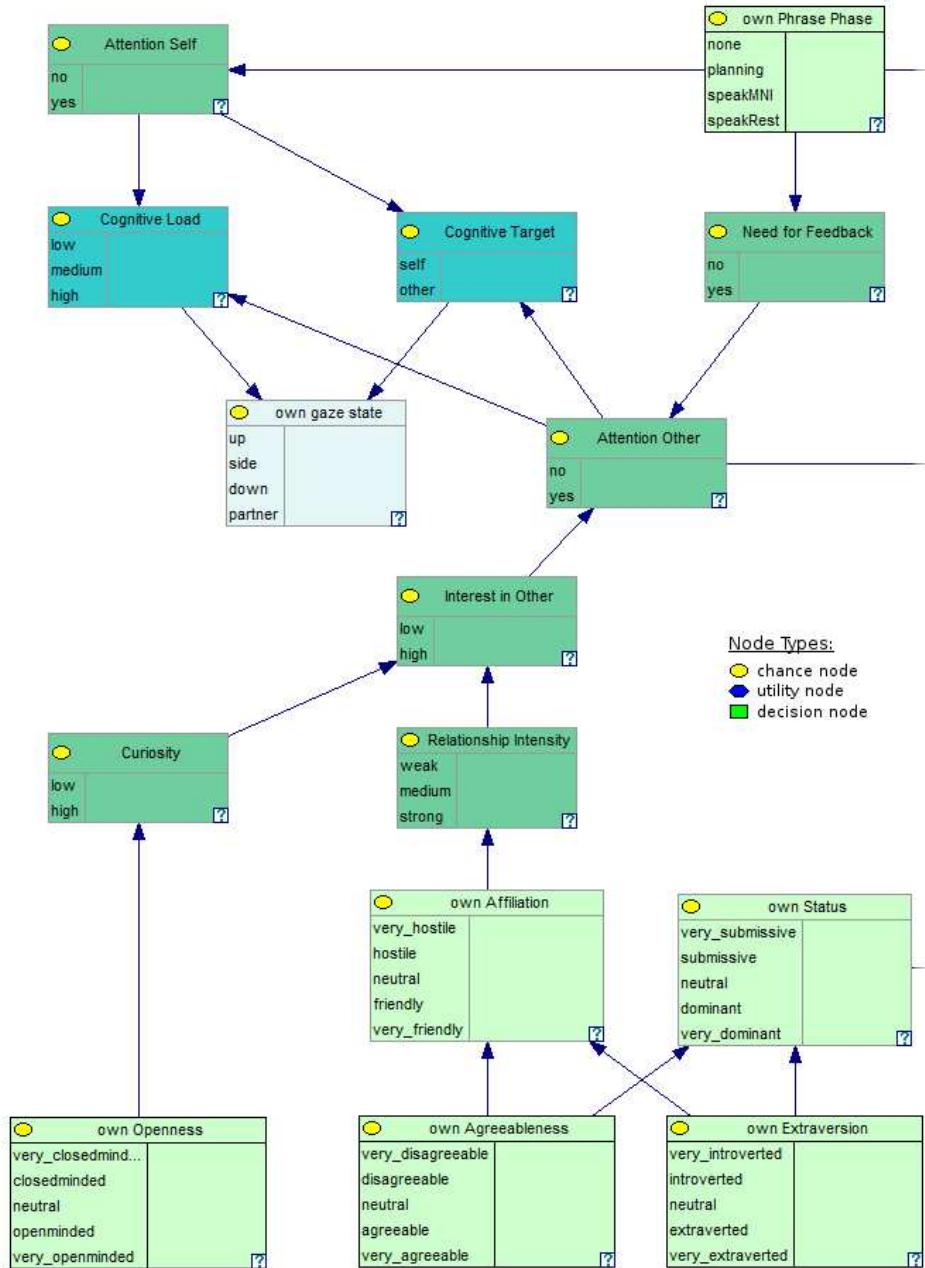 Attention Self
no
yes
?
own Phrase Phase
none
planning
speakMNI
speakRest
?
Cognitive Load
low
medium
high
?
Cognitive Target
self
other
?
Need for Feedback
no
yes
?
own gaze state
up
side
down
partner
?
Attention Other
no
yes
?
Interest in Other
low
high
?
Node Types:
chance node
utility node
decision node
Curiosity
low
high
?
Relationship Intensity
weak
medium
strong
?
own Affiliation
very_hostile
hostile
neutral
friendly
very_friendly
?
own Status
very_submissive
submissive
neutral
dominant
very_dominant
?
own Openness
very_closedmind...
closedminded
neutral
openminded
very_openminded
?
own Agreeableness
very_disagreeable
disagreeable
neutral
agreeable
very_agreeable
?
own Extraversion
very_introverted
introverted
neutral
extraverted
very_extraverted
?